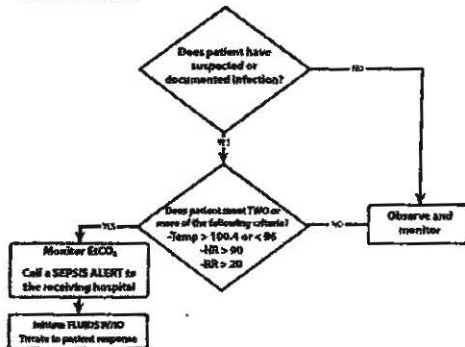 Does patient have
suspected or
documented infection?
NO
YES
Does patient meet TWO or
more of the following criteria?
-Temp > 100.4 or < 96
-HR > 90
-RR > 20
YES
NO
Observe and
monitor
Monitor EtCO₂
Call a SEPSIS ALERT to
the receiving hospital
Initiate FLUIDS IV/IO
Titrate to patient response